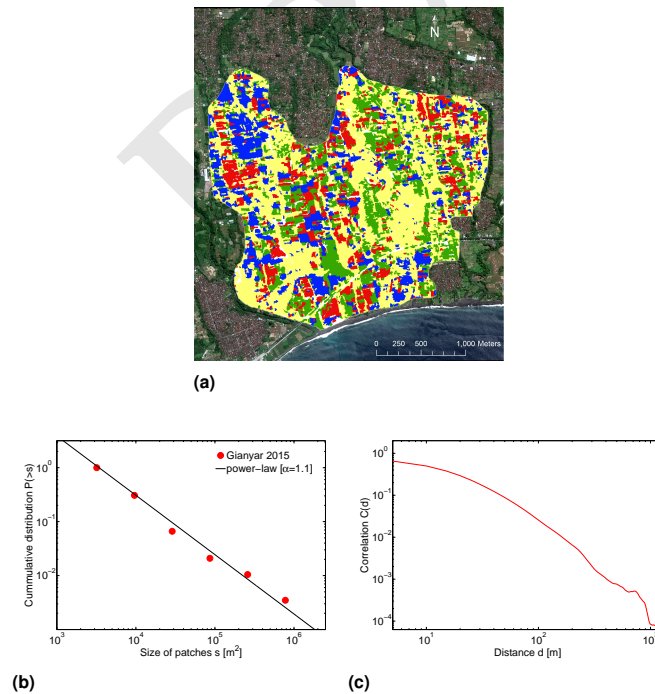 N
0 250 500 1,000 Meters
(a)
Cummulative distribution P(>s)
10^0
10^-1
10^-2
Gianyar 2015
power-law [α=1.1]
10^3 10^4 10^5 10^6
Size of patches s [m^2]
(b)
Correlation C(d)
10^0
10^-1
10^-2
10^-3
10^-4
10^1 10^2
Distance d [m]
(c)